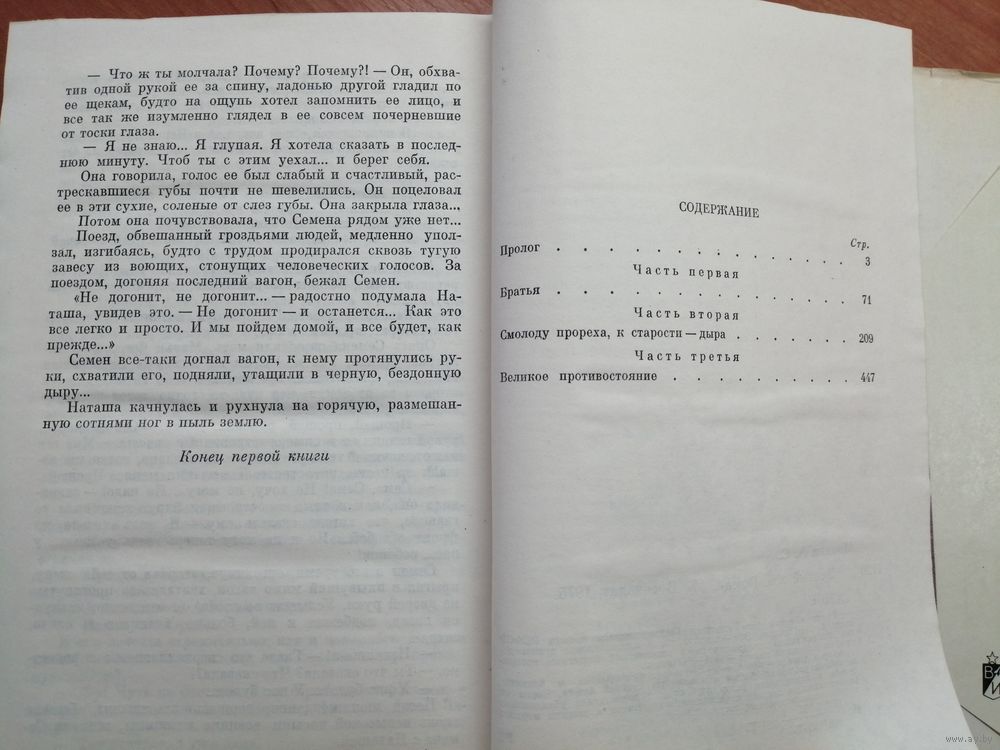 — Что ж ты молчала? Почему? Почему?! — Он, обхва-
тив одной рукой ее за спину, ладонью другой гладил по
ее щекам, будто на ощупь хотел запомнить ее лицо, и
все так же изумленно глядел в ее совсем почерневшие
от тоски глаза.
— Я не знаю... Я глупая. Я хотела сказать в послед-
нюю минуту. Чтоб ты с этим уехал... и берег себя.
Она говорила, голос ее был слабый и счастливый, рас-
трескавшиеся губы почти не шевелились. Он поцеловал
ее в эти сухие, соленые от слез губы. Она закрыла глаза...
Потом она почувствовала, что Семена рядом уже нет...
Поезд, обвешанный гроздьями людей, медленно упол-
зал, изгибаясь, будто с трудом продирался сквозь тугую
завесу из воющих, стонущих человеческих голосов. За
поездом, догоняя последний вагон, бежал Семен.
«Не догонит, не догонит... — радостно подумала На-
таша, увидев это. — Не догонит — и останется... Как это
все легко и просто. И мы пойдем домой, и все будет, как
прежде...»
Семен все-таки догнал вагон, к нему протянулись ру-
ки, схватили его, подняли, утащили в черную, бездонную
дыру...
Наташа качнулась и рухнула на горячую, размешан-
ную сотнями ног в пыль землю.
Конец первой книги
СОДЕРЖАНИЕ
Стр.
Пролог . . . . . . . . . . . . . . 3
Часть первая
Братья . . . . . . . . . . . . . . 71
Часть вторая
Смолоду прореха, к старости — дыра . . . . . . . 209
Часть третья
Великое противостояние . . . . . . . . . . 447
www.ay.by